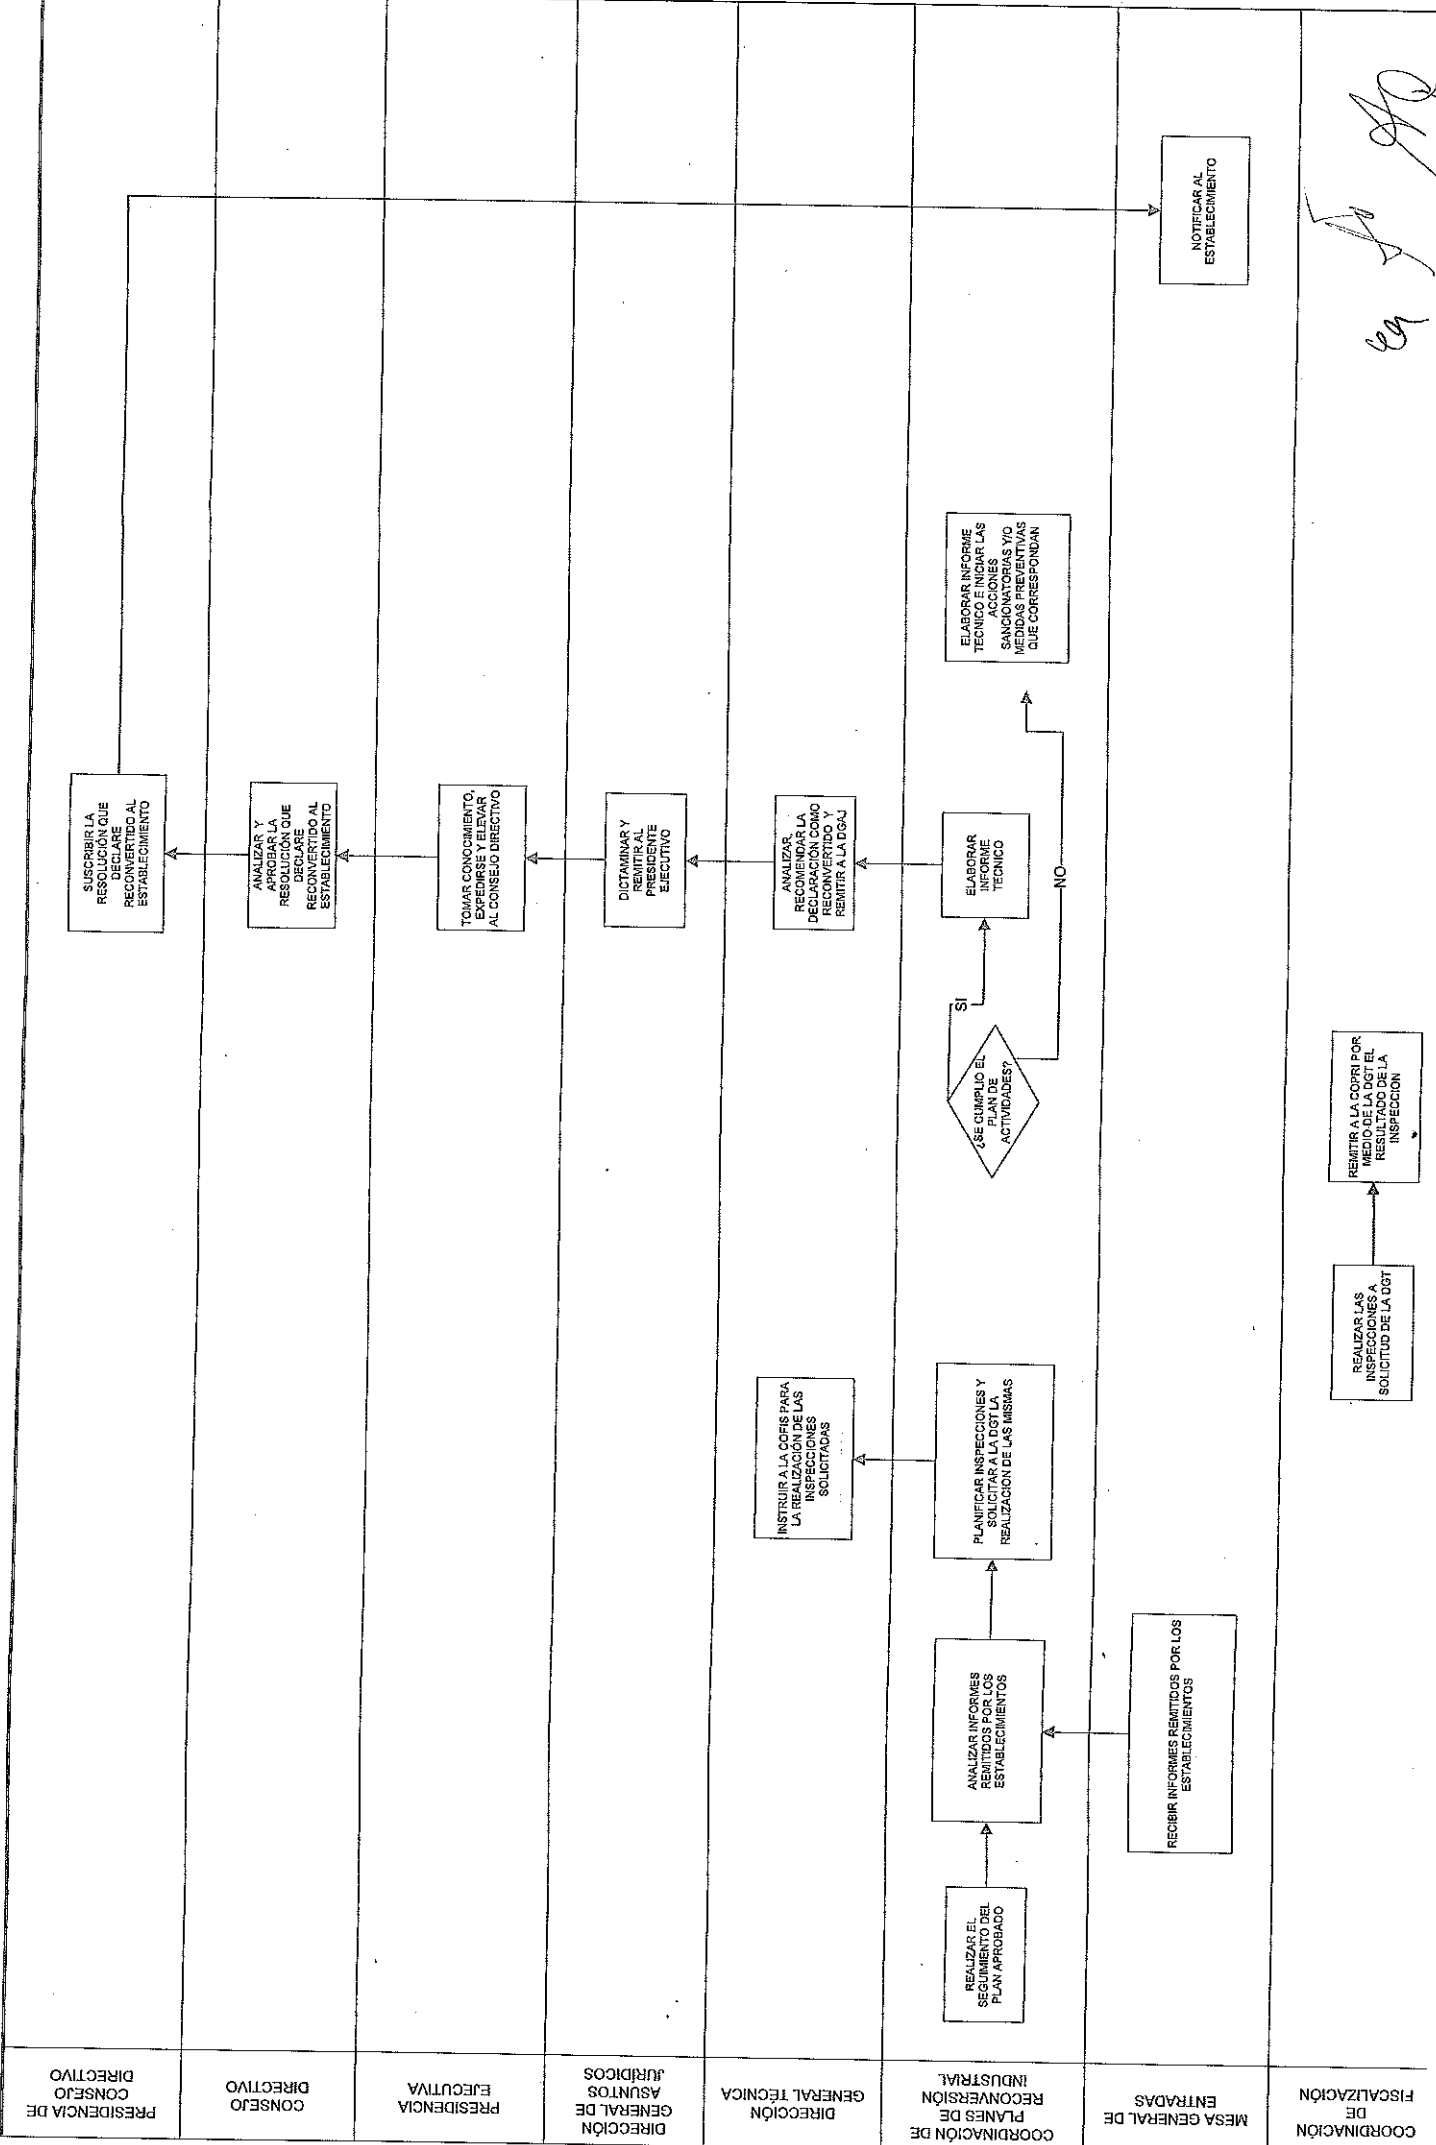 PRESIDENCIA DE
CONSEJO
DIRECTIVO
SUSCRIBIR LA
RESOLUCIÓN QUE
DECLARE
RECONVERTIDO AL
ESTABLECIMIENTO
CONSEJO
DIRECTIVO
ANALIZAR Y
APROBAR LA
RESOLUCIÓN QUE
DECLARE
RECONVERTIDO AL
ESTABLECIMIENTO
PRESIDENCIA
EJECUTIVA
TOMAR CONOCIMIENTO,
EXPEDIRSE Y ELEVAR
AL CONSEJO DIRECTIVO
DIRECCIÓN
GENERAL DE
ASUNTOS
JURÍDICOS
DICTAMINAR Y
REMITIR AL
PRESIDENTE
EJECUTIVO
DIRECCIÓN
GENERAL TÉCNICA
INSTRUIR A LA COFIS PARA
LA REALIZACIÓN DE LAS
INSPECCIONES
SOLICITADAS
ANALIZAR,
RECOMENDAR LA
DECLARACIÓN COMO
RECONVERTIDO Y
REMITIR A LA DGAJ
COORDINACIÓN DE
PLANES DE
RECONVERSIÓN
INDUSTRIAL
REALIZAR EL
SEGUIMIENTO DEL
PLAN APROBADO
ANALIZAR INFORMES
REMITIDOS POR LOS
ESTABLECIMIENTOS
PLANIFICAR INSPECCIONES Y
SOLICITAR A LA DGT LA
REALIZACION DE LAS MISMAS
¿SE CUMPLIO EL
PLAN DE
ACTIVIDADES?
SI
NO
ELABORAR
INFORME
TECNICO
ELABORAR INFORME
TECNICO E INICIAR LAS
ACCIONES
SANCIONATORIAS Y/O
MEDIDAS PREVENTIVAS
QUE CORRESPONDAN
MESA GENERAL DE
ENTRADAS
RECIBIR INFORMES REMITIDOS POR LOS
ESTABLECIMIENTOS
NOTIFICAR AL
ESTABLECIMIENTO
COORDINACIÓN
DE
FISCALIZACIÓN
REALIZAR LAS
INSPECCIONES A
SOLICITUD DE LA DGT
REMITIR A LA COPRI POR
MEDIO DE LA DGT EL
RESULTADO DE LA
INSPECCION